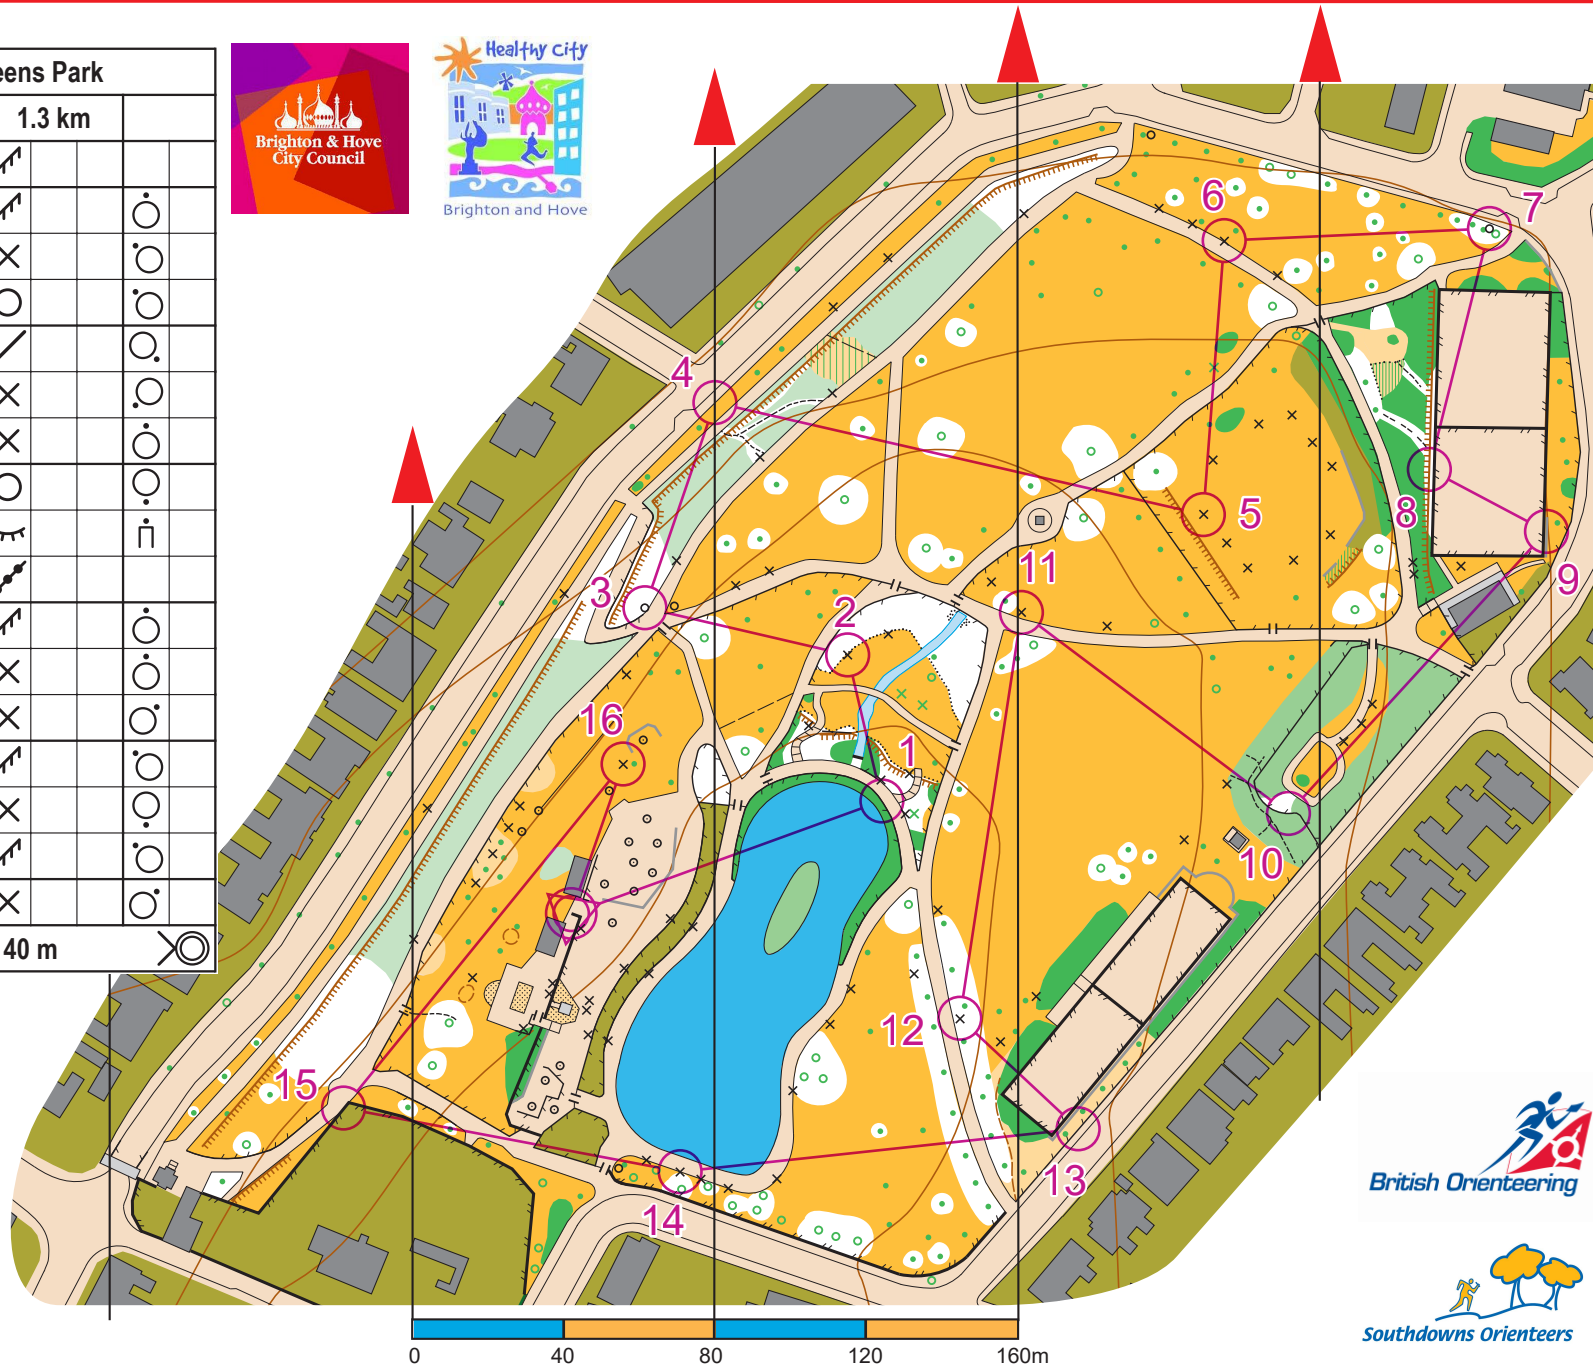 eens Park
1.3 km
40 m
Brighton & Hove
City Council
Healthy City
Brighton and Hove
6
7
4
5
8
3
11
9
2
16
1
10
12
15
13
14
0
40
80
120
160m
British Orienteering
Southdowns Orienteers